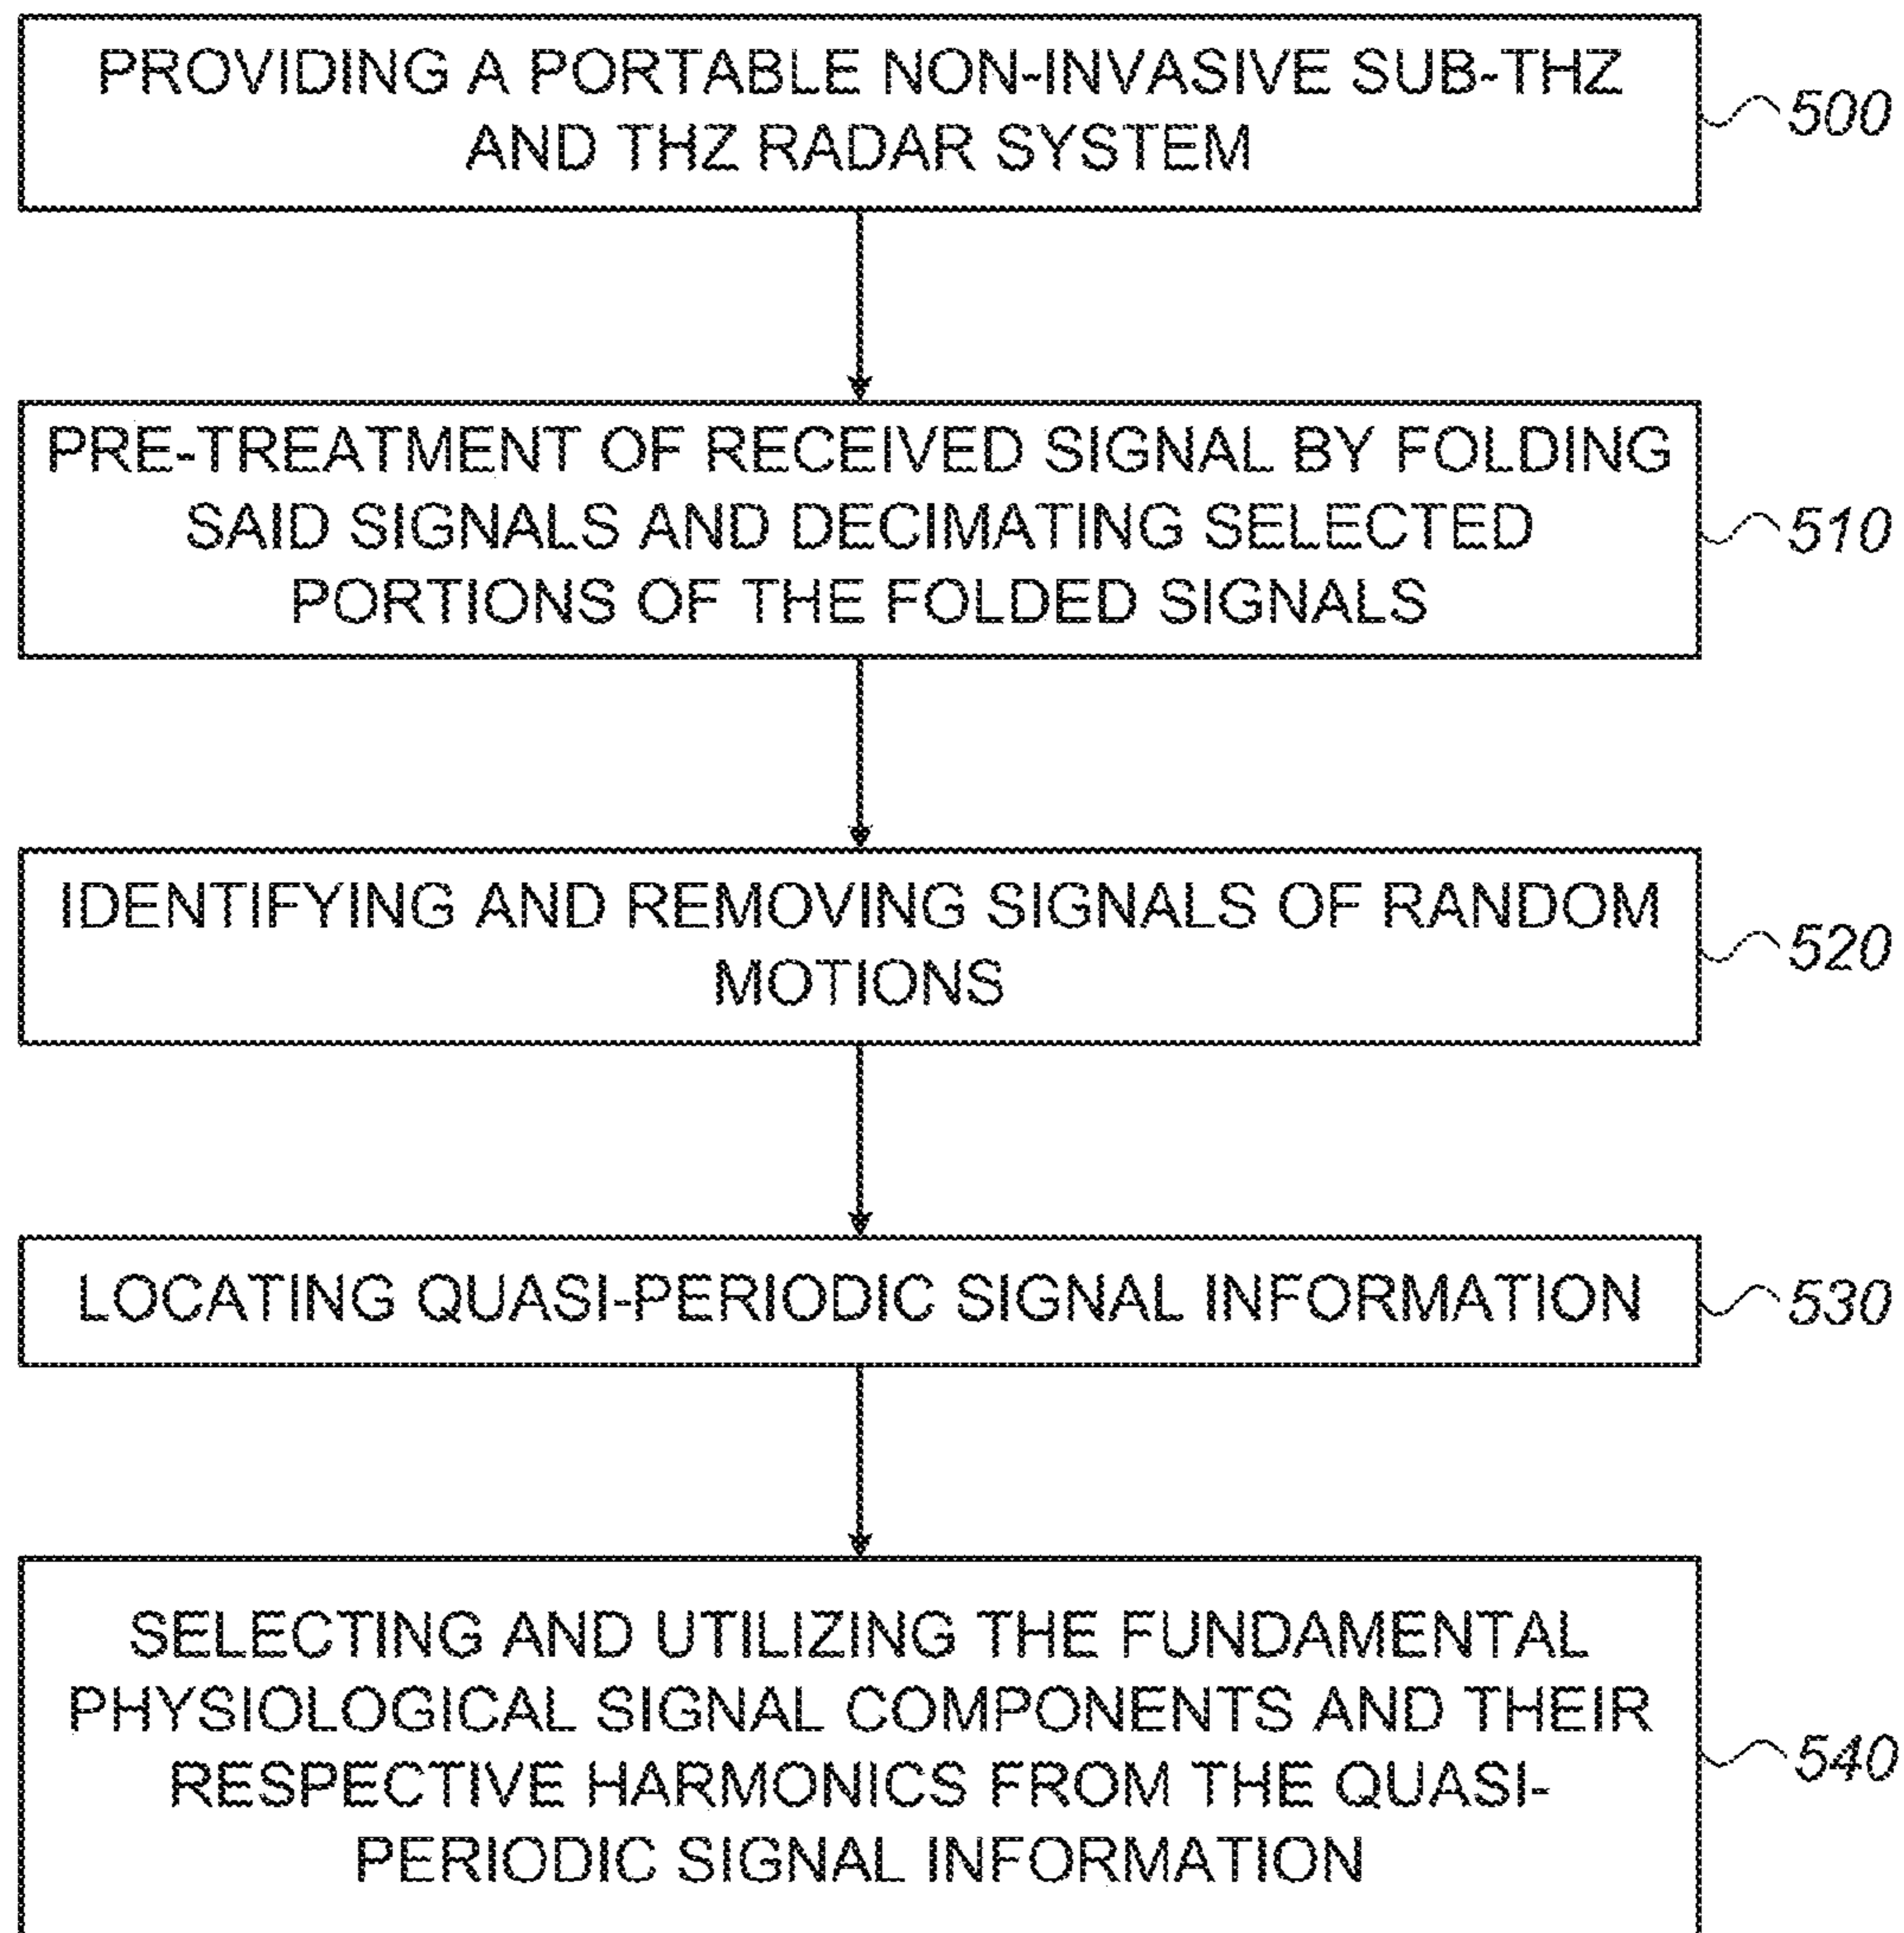 PROVIDING A PORTABLE NON-INVASIVE SUB-THZ
AND THZ RADAR SYSTEM
500
PRE-TREATMENT OF RECEIVED SIGNAL BY FOLDING
SAID SIGNALS AND DECIMATING SELECTED
PORTIONS OF THE FOLDED SIGNALS
510
IDENTIFYING AND REMOVING SIGNALS OF RANDOM
MOTIONS
520
LOCATING QUASI-PERIODIC SIGNAL INFORMATION
530
SELECTING AND UTILIZING THE FUNDAMENTAL
PHYSIOLOGICAL SIGNAL COMPONENTS AND THEIR
RESPECTIVE HARMONICS FROM THE QUASI-
PERIODIC SIGNAL INFORMATION
540